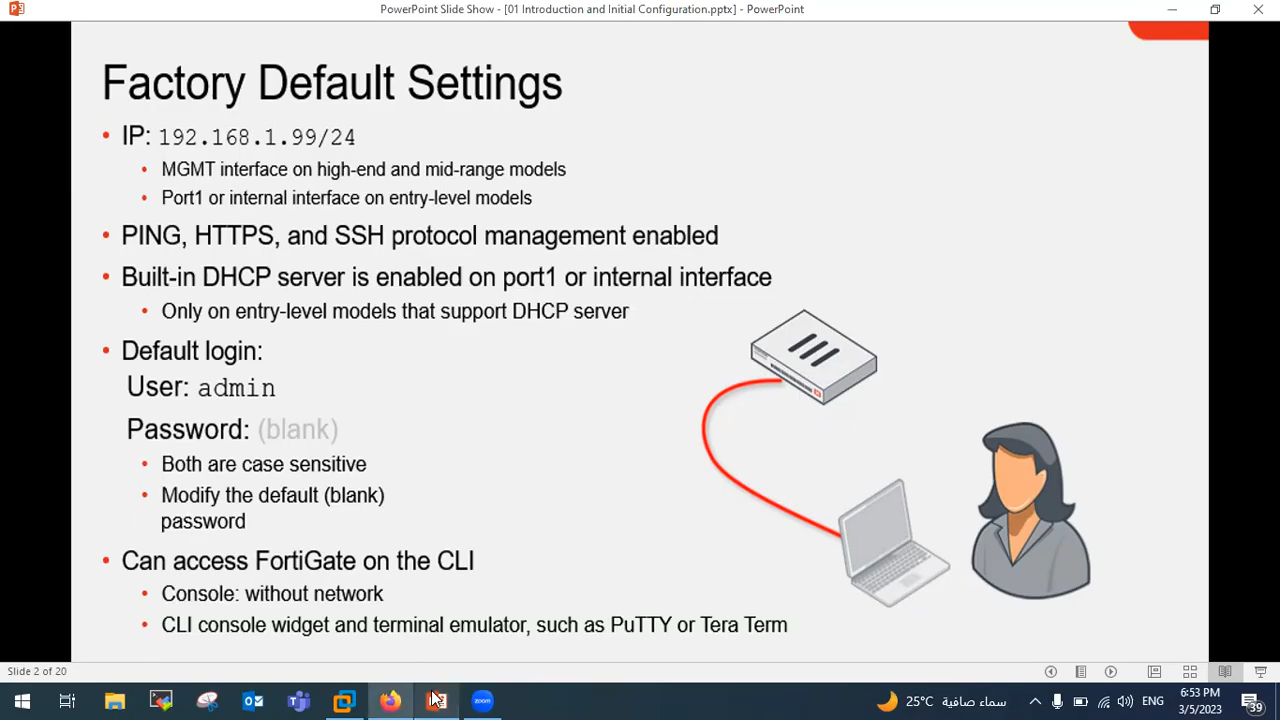 PowerPoint Slide Show - [01 Introduction and Initial Configuration.pptx] - PowerPoint
Factory Default Settings
• IP: 192.168.1.99/24
• MGMT interface on high-end and mid-range models
• Port1 or internal interface on entry-level models
• PING, HTTPS, and SSH protocol management enabled
• Built-in DHCP server is enabled on port1 or internal interface
• Only on entry-level models that support DHCP server
• Default login:
User: admin
Password: (blank)
• Both are case sensitive
• Modify the default (blank)
password
• Can access FortiGate on the CLI
• Console: without network
• CLI console widget and terminal emulator, such as PuTTY or Tera Term
Slide 2 of 20
zoom
25°C سماء صافية
ENG
6:53 PM
3/5/2023
39